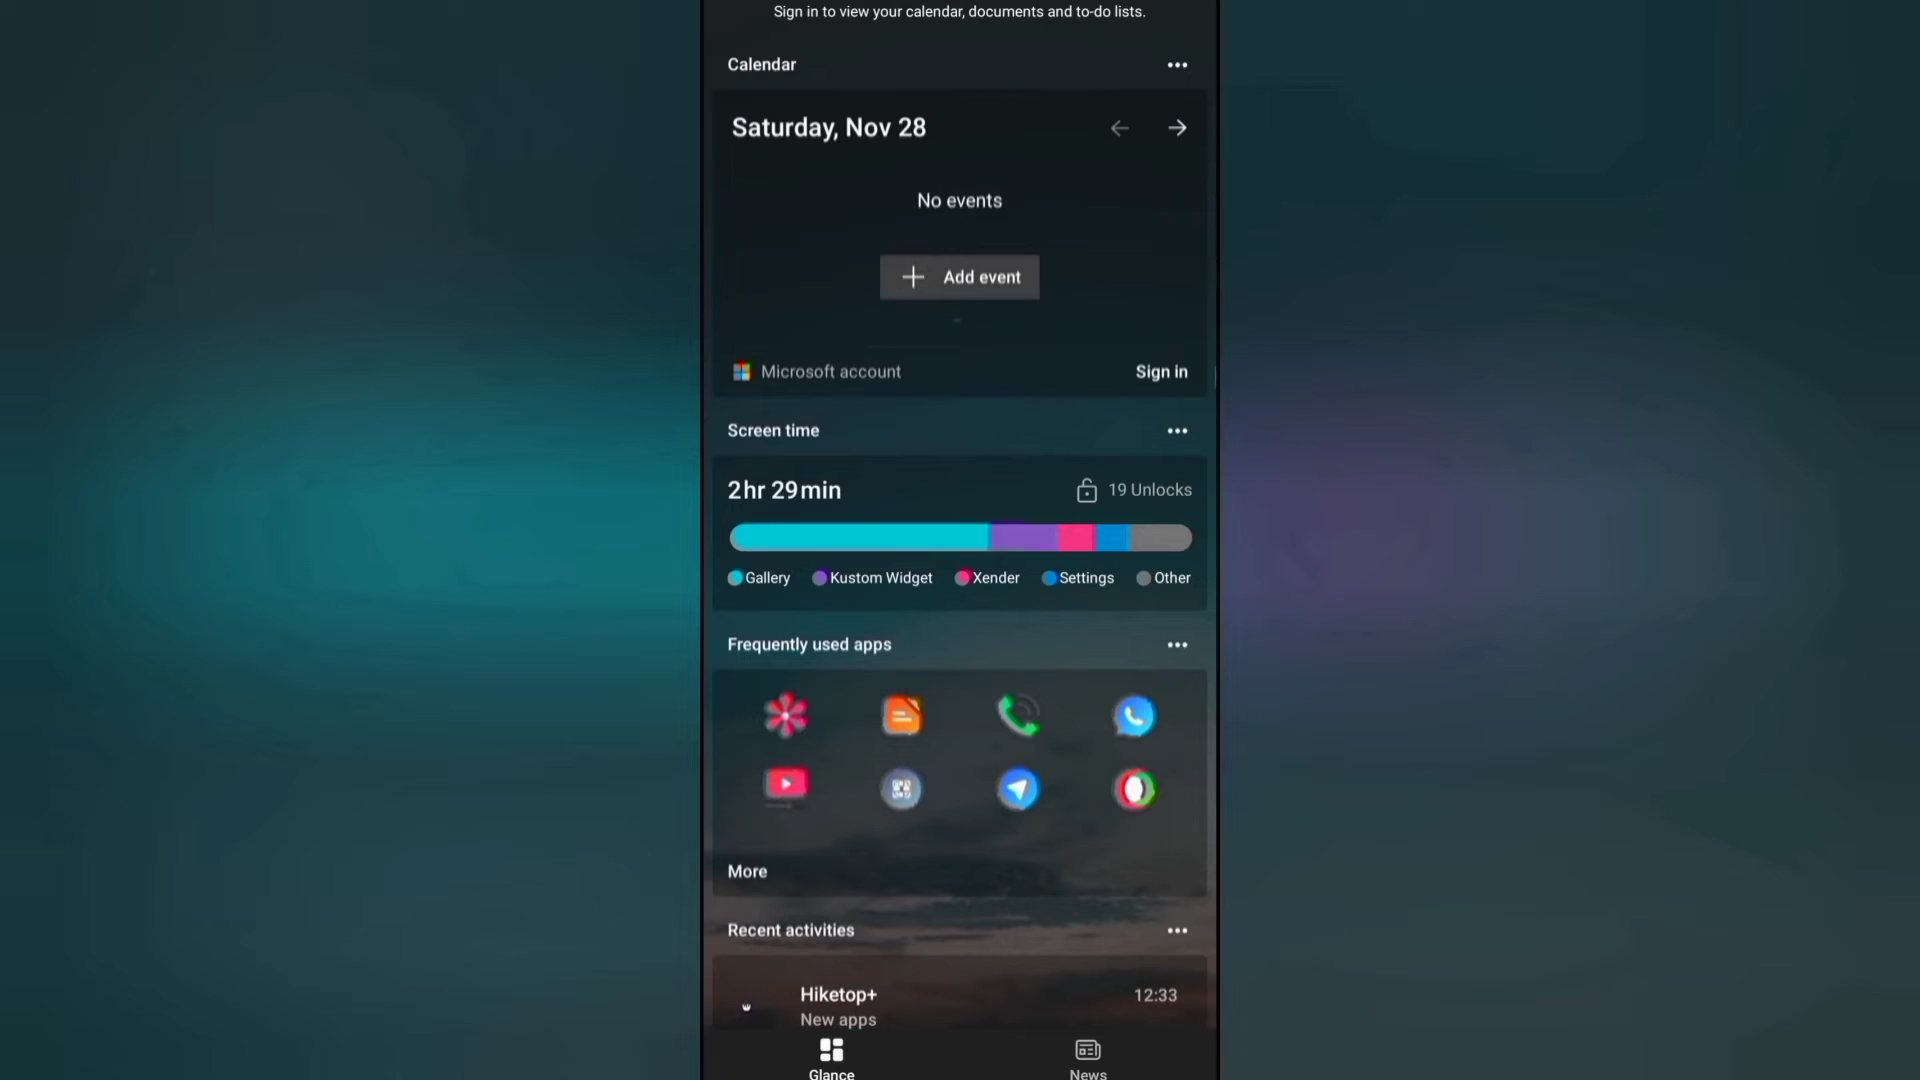 Sign in to view your calendar, documents and to-do lists.
Calendar
Saturday, Nov 28
No events
Add event
Microsoft account
Sign in
Screen time
2hr 29min
19 Unlocks
Gallery
Kustom Widget
Xender
Settings
Other
Frequently used apps
More
Recent activities
Hiketop+
12:33
New apps
Glance
News